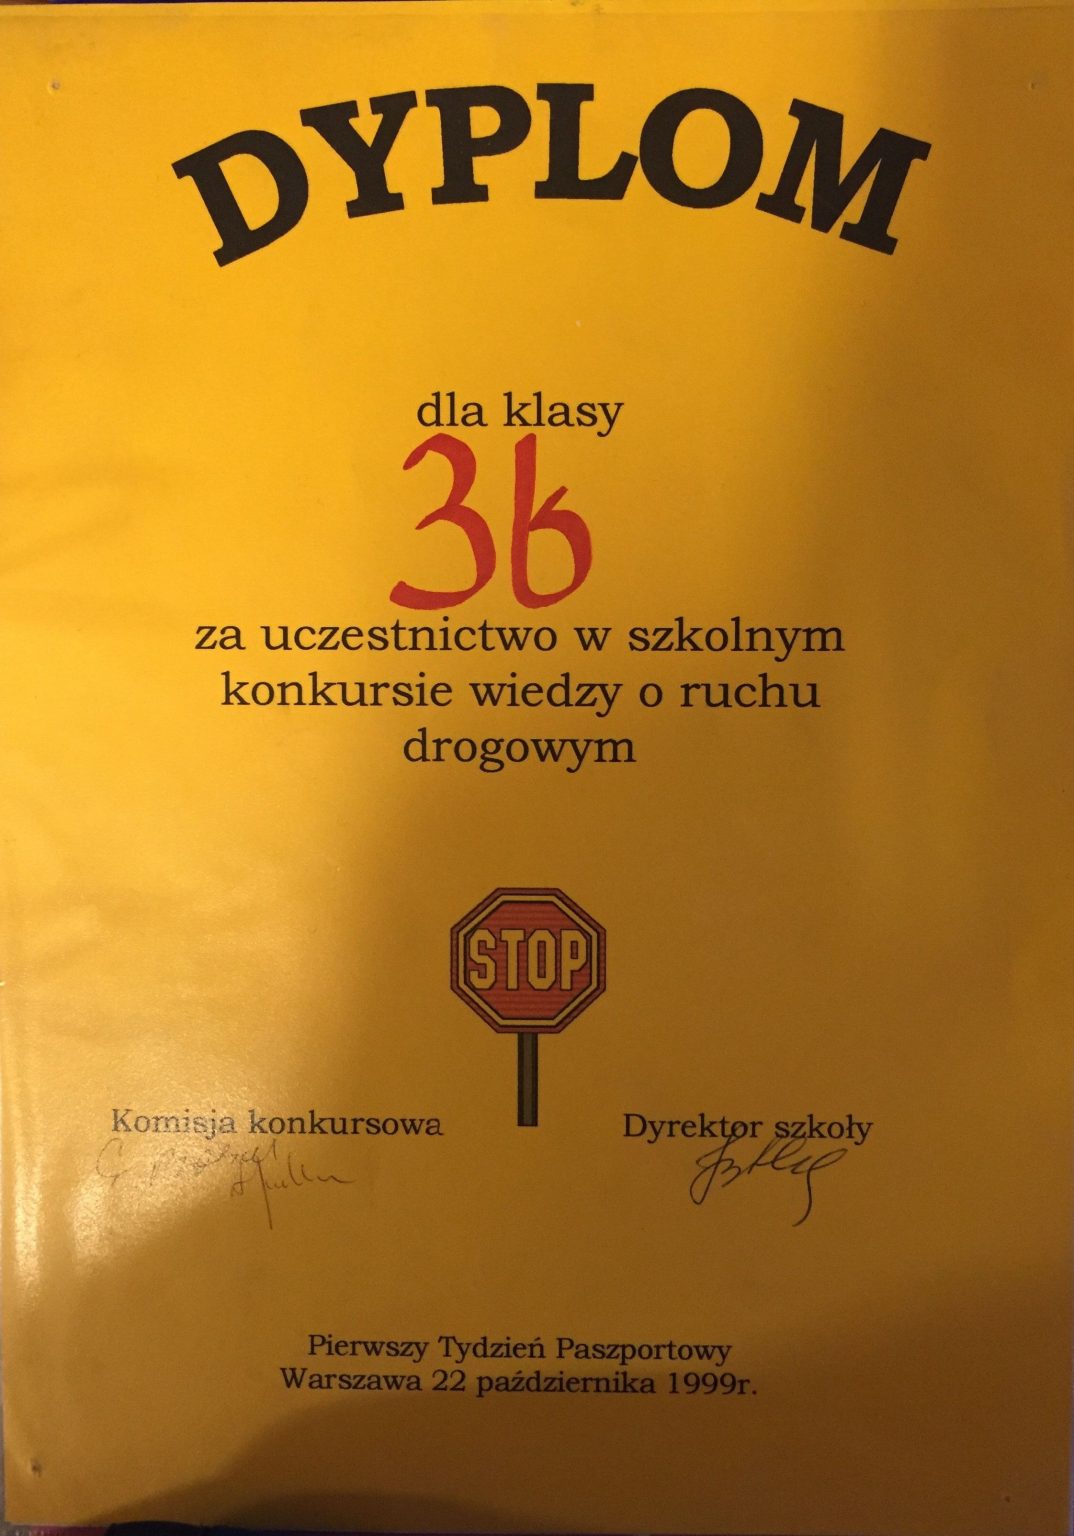 DYPLOM
dla klasy
3b
za uczestnictwo w szkolnym
konkursie wiedzy o ruchu
drogowym
STOP
Komisja konkursowa
Dyrektor szkoły
Pierwszy Tydzień Paszportowy
Warszawa 22 października 1999r.